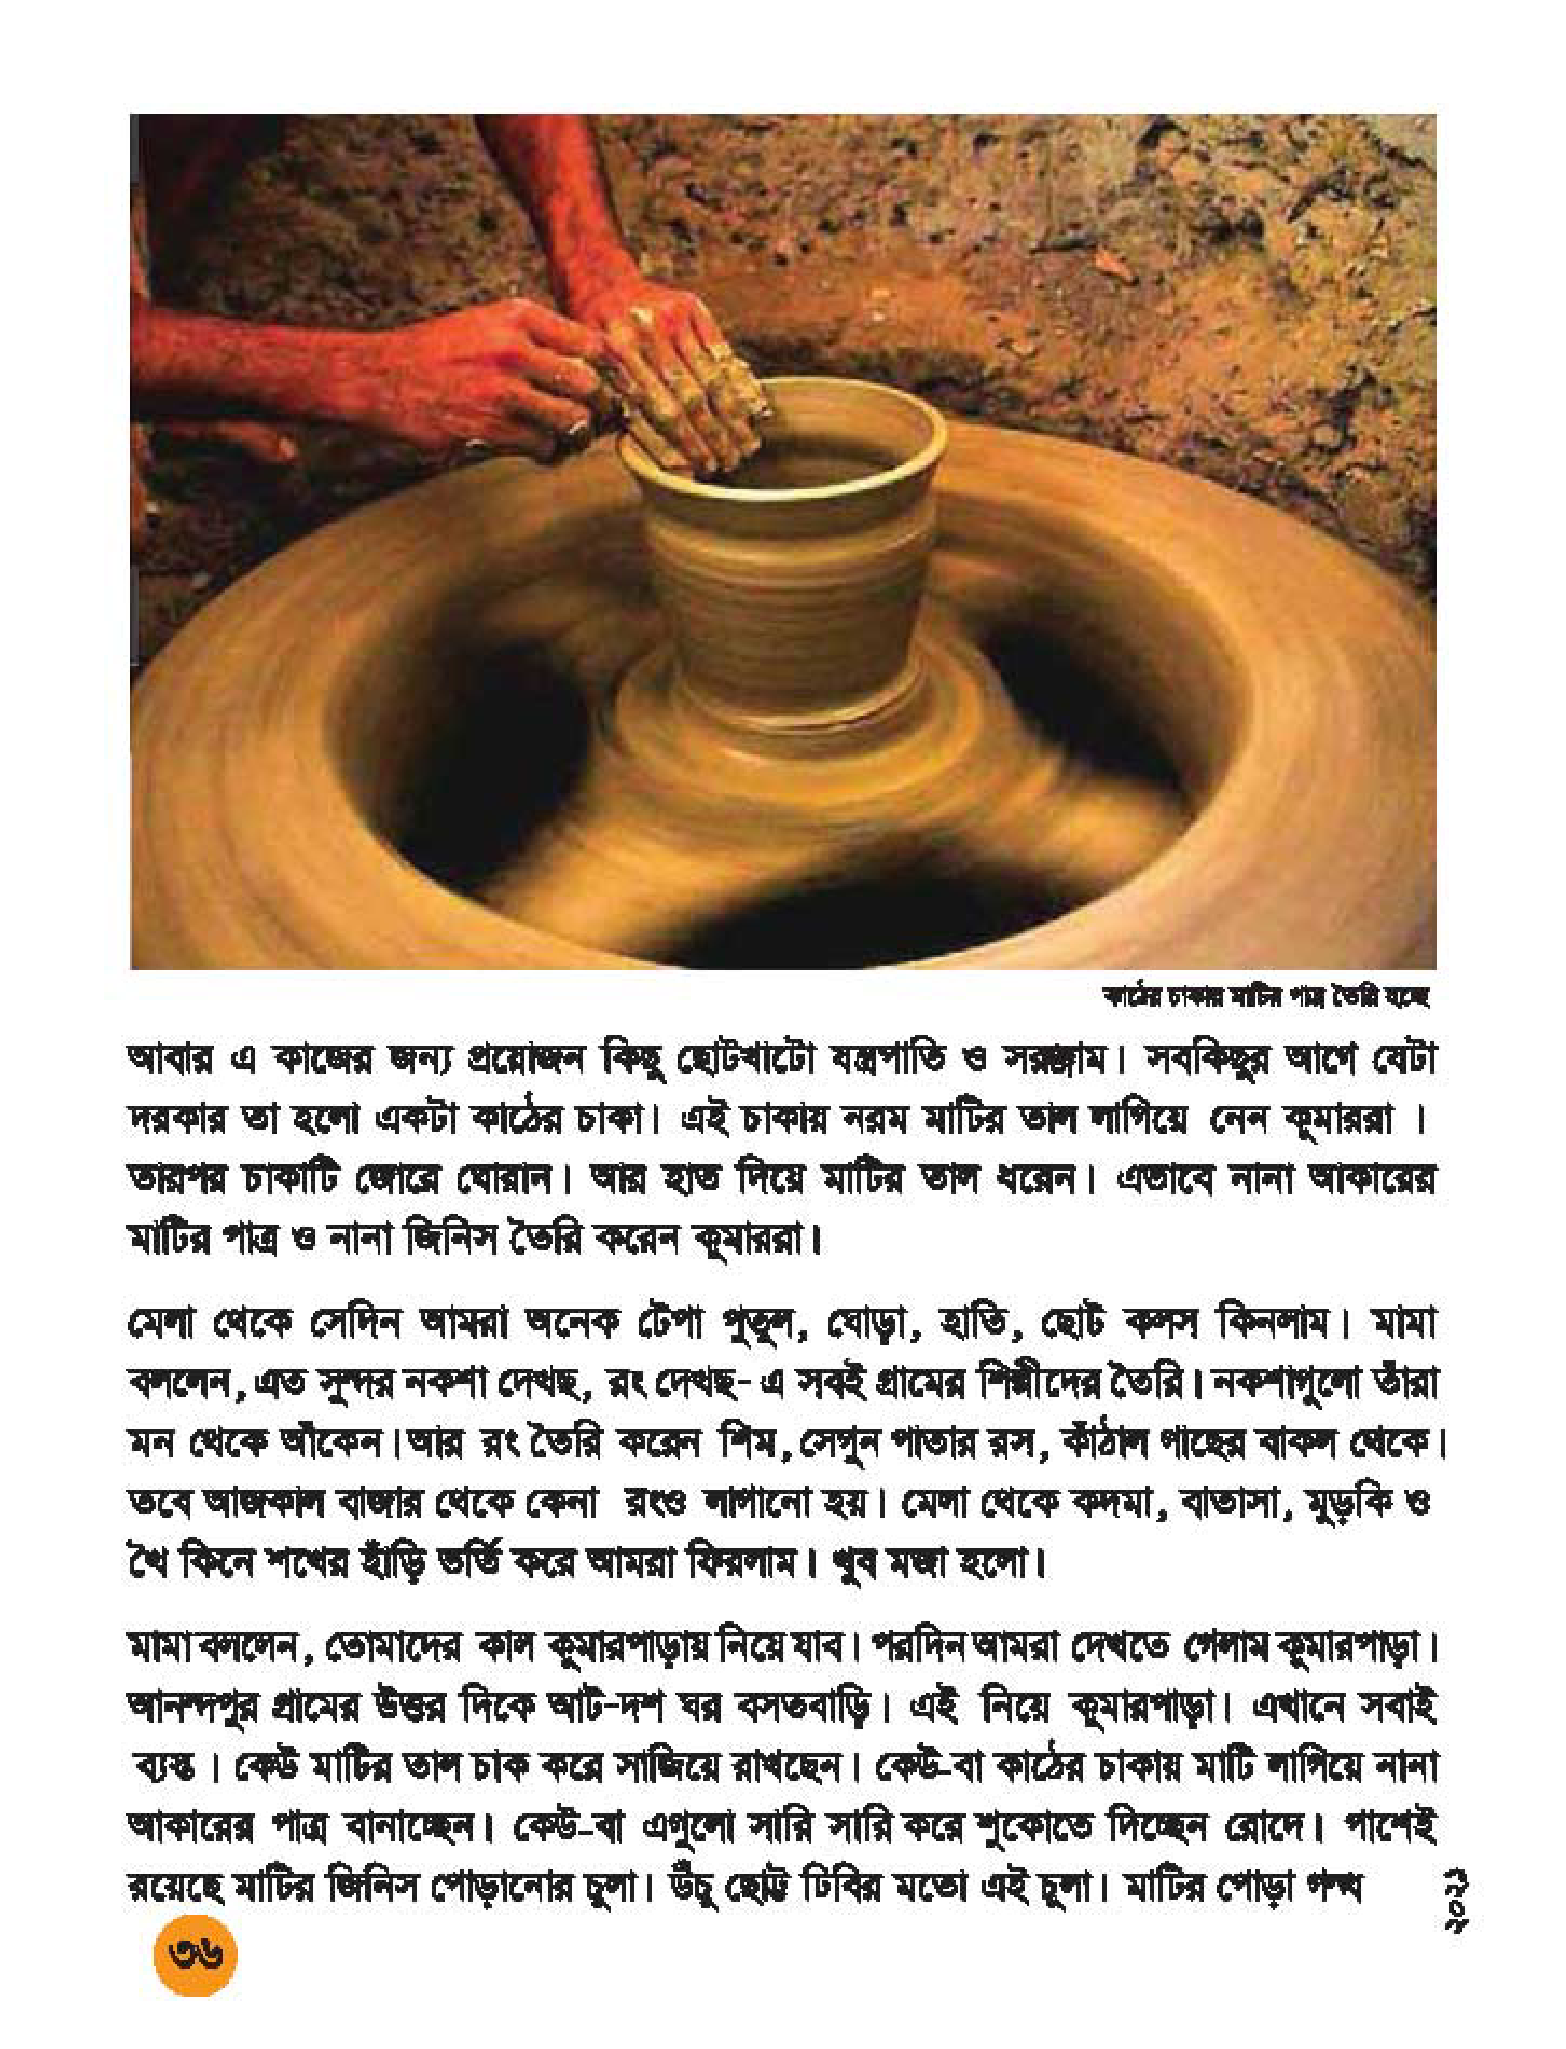 কাঠের চাকায় মাটির পাত্র তৈরি হচ্ছে
আবার এ কাজের জন্য প্রয়োজন কিছু ছোটখাটো যন্ত্রপাতি ও সরঞ্জাম। সবকিছুর আগে যেটা
দরকার তা হলো একটা কাঠের চাকা। এই চাকায় নরম মাটির তাল লাগিয়ে নেন কুমাররা ।
তারপর চাকাটি জোরে ঘোরান। আর হাত দিয়ে মাটির তাল ধরেন। এভাবে নানা আকারের
মাটির পাত্র ও নানা জিনিস তৈরি করেন কুমাররা।
মেলা থেকে সেদিন আমরা অনেক টেপা পুতুল, ঘোড়া, হাতি, ছোট কলস কিনলাম। মামা
বললেন, এত সুন্দর নকশা দেখছ, রং দেখছ- এ সবই গ্রামের শিল্পীদের তৈরি। নকশাগুলো তাঁরা
মন থেকে আঁকেন।আর রং তৈরি করেন শিম,সেগুন পাতার রস, কাঁঠাল গাছের বাকল থেকে।
তবে আজকাল বাজার থেকে কেনা রংও লাগানো হয়। মেলা থেকে কদমা, বাতাসা, মুড়কি ও
খৈ কিনে শখের হাঁড়ি ভর্তি করে আমরা ফিরলাম। খুব মজা হলো।
মামা বললেন, তোমাদের কাল কুমারপাড়ায় নিয়ে যাব। পরদিন আমরা দেখতে গেলাম কুমারপাড়া।
আনন্দপুর গ্রামের উত্তর দিকে আট-দশ ঘর বসতবাড়ি। এই নিয়ে কুমারপাড়া। এখানে সবাই
ব্যস্ত । কেউ মাটির তাল চাক করে সাজিয়ে রাখছেন। কেউ-বা কাঠের চাকায় মাটি লাগিয়ে নানা
আকারের পাত্র বানাচ্ছেন। কেউ-বা এগুলো সারি সারি করে শুকোতে দিচ্ছেন রোদে। পাশেই
রয়েছে মাটির জিনিস পোড়ানোর চুলা। উঁচু ছোট্ট ঢিবির মতো এই চুলা। মাটির পোড়া গন্ধ
২০২১
৩৬